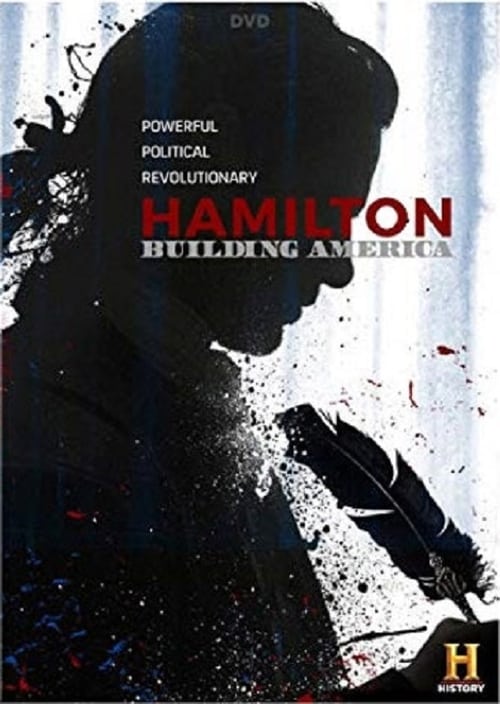 DVD
POWERFUL
POLITICAL
REVOLUTIONARY
HAMILTON
BUILDING AMERICA
H
HISTORY